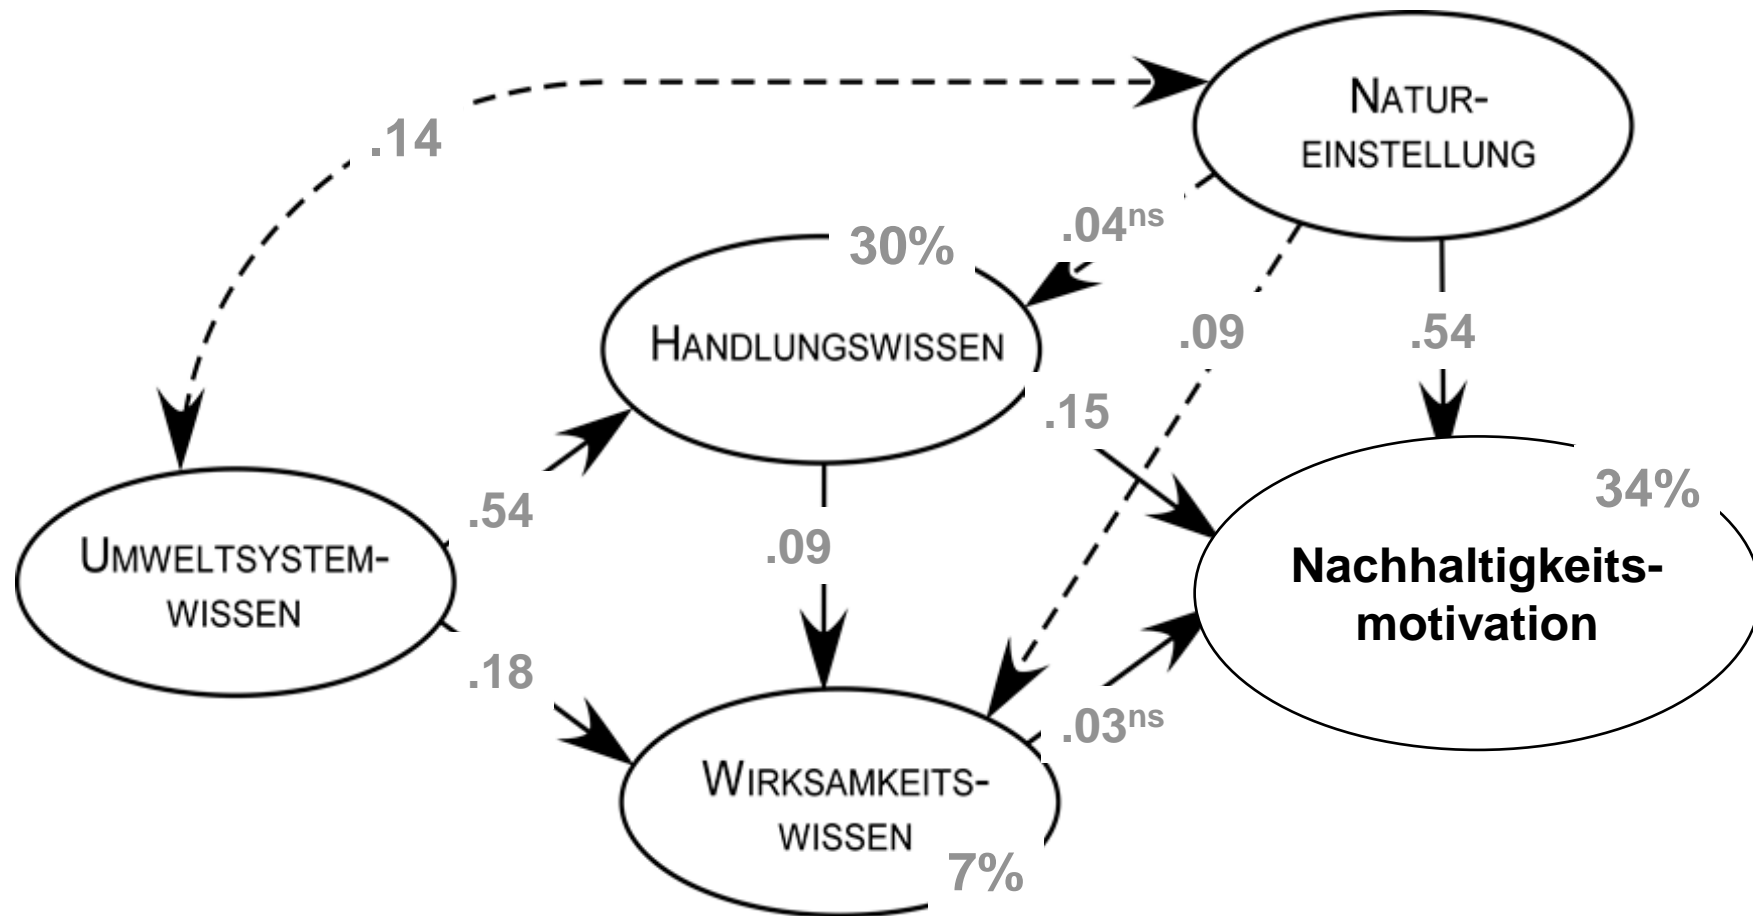 NATUR-
EINSTELLUNG
.14
.04ns
30%
HANDLUNGSWISSEN
.09
.54
.15
34%
.54
.09
UMWELTSYSTEM-
WISSEN
Nachhaltigkeits-
motivation
.18
.03ns
WIRKSAMKEITS-
WISSEN
7%